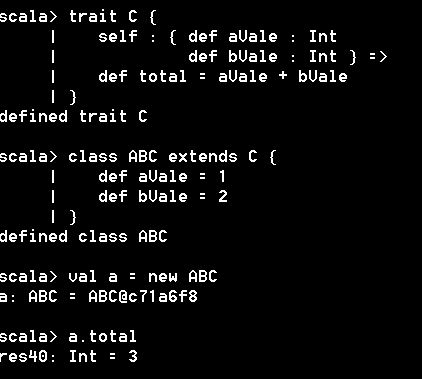 scala> trait C {
     |    self : { def aVale : Int
     |             def bVale : Int } =>
     |    def total = aVale + bVale
     | }
defined trait C
scala> class ABC extends C {
     |    def aVale = 1
     |    def bVale = 2
     | }
defined class ABC
scala> val a = new ABC
a: ABC = ABC@c71a6f8
scala> a.total
res40: Int = 3